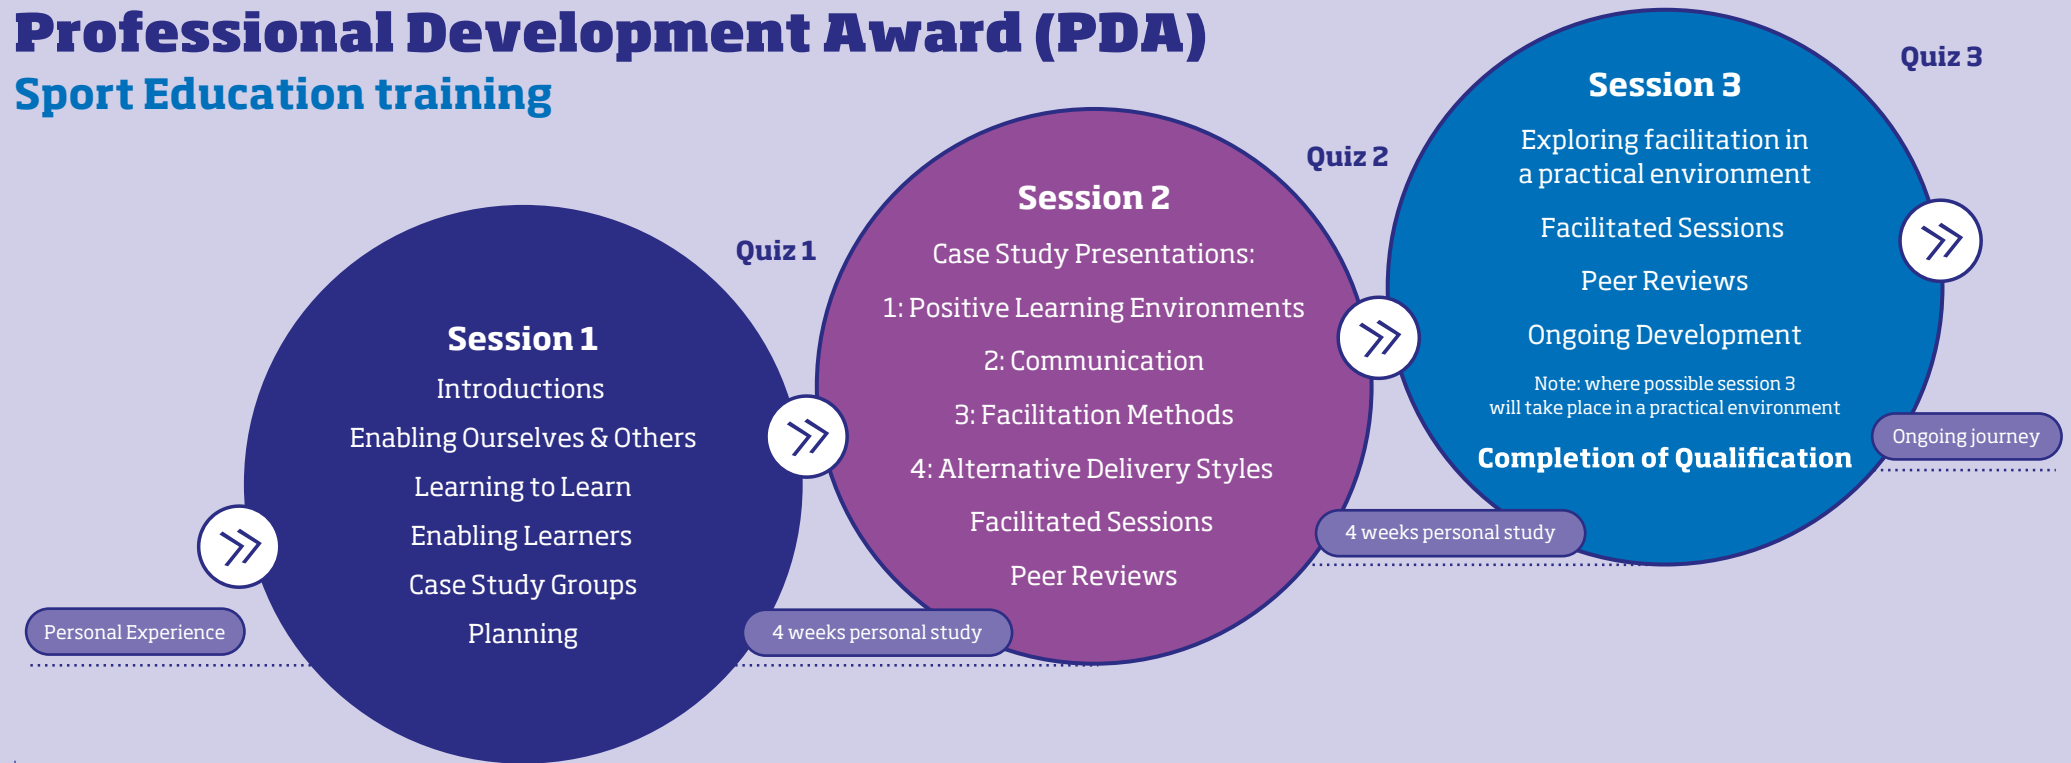 Professional Development Award (PDA)
Sport Education training
Personal Experience
Session 1
Introductions
Enabling Ourselves & Others
Learning to Learn
Enabling Learners
Case Study Groups
Planning
Quiz 1
4 weeks personal study
Session 2
Case Study Presentations:
1: Positive Learning Environments
2: Communication
3: Facilitation Methods
4: Alternative Delivery Styles
Facilitated Sessions
Peer Reviews
Quiz 2
4 weeks personal study
Session 3
Exploring facilitation in
a practical environment
Facilitated Sessions
Peer Reviews
Ongoing Development
Note: where possible session 3
will take place in a practical environment
Completion of Qualification
Quiz 3
Ongoing journey